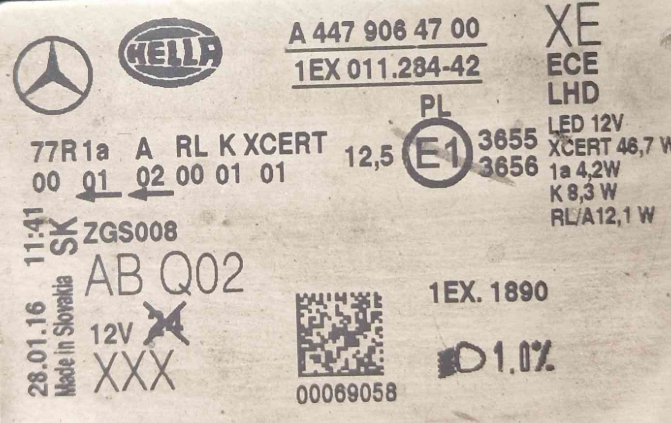 HELLA
A 447 906 4700
1EX 011.284-42
XE
ECE
LHD
PL
77R 1a A RL K XCERT
00 01 02 00 01 01
12,5 E1 3655
3656
LED 12V
XCERT 46,7 W
1a 4,2W
K 8,3 W
RL/A12,1 W
28.01.16 11:41
Made in Slovakia SK
ZGS008
AB Q02
12V 24
XXX
00069058
1EX. 1890
1.0%